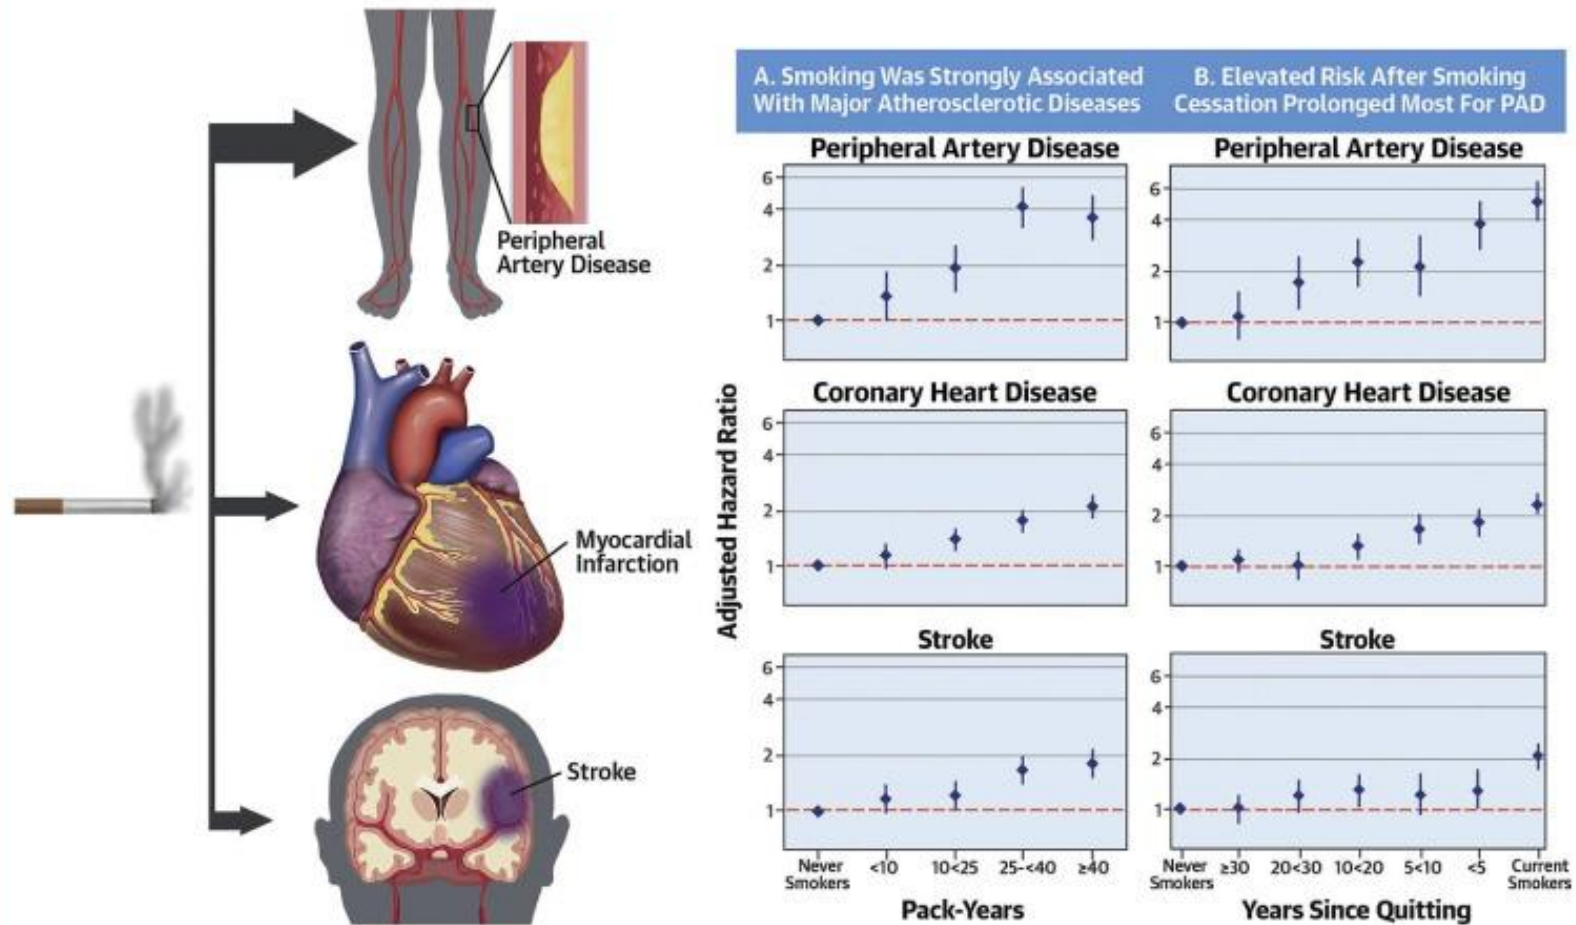 Peripheral
Artery Disease
Myocardial
Infarction
Stroke
A. Smoking Was Strongly Associated
With Major Atherosclerotic Diseases
B. Elevated Risk After Smoking
Cessation Prolonged Most For PAD
Adjusted Hazard Ratio
Peripheral Artery Disease
6
4
2
1
Peripheral Artery Disease
6
4
2
1
Coronary Heart Disease
6
4
2
1
Coronary Heart Disease
6
4
2
1
Stroke
6
4
2
1
Never
Smokers
<10
10<25
25-<40
≥40
Pack-Years
Stroke
6
4
2
1
Never
Smokers
≥30
20<30
10<20
5<10
<5
Current
Smokers
Years Since Quitting